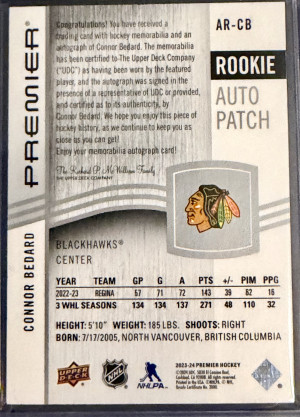 AR-CB
Congratulations! You have received a
trading card with hockey memorabilia and an
autograph of Connor Bedard. The memorabilia
has been certified to The Upper Deck Company
("UDC") as having been worn by the featured
player, and the autograph was signed in the
presence of a representative of UDC or provided,
and certified as to its authenticity, by
Connor Bedard. We hope you enjoy this piece of
hockey history, as we continue to keep you as
close as you can get!
Enjoy your memorabilia autograph card!
The Richard P. McWilliam Family
THE UPPER DECK COMPANY
PREMIER
ROOKIE
AUTO
PATCH
CONNOR BEDARD
BLACKHAWKS®
CENTER
YEAR TEAM GP G A PTS +/- PIM PPG
2022-23 REGINA 57 71 72 143 39 62 16
3 WHL SEASONS 134 134 137 271 48 110 32
HEIGHT: 5'10" WEIGHT: 185 LBS. SHOOTS: RIGHT
BORN: 7/17/2005, NORTH VANCOUVER, BRITISH COLUMBIA
UPPER DECK
NHL
NHLPA
2023-24 PREMIER HOCKEY